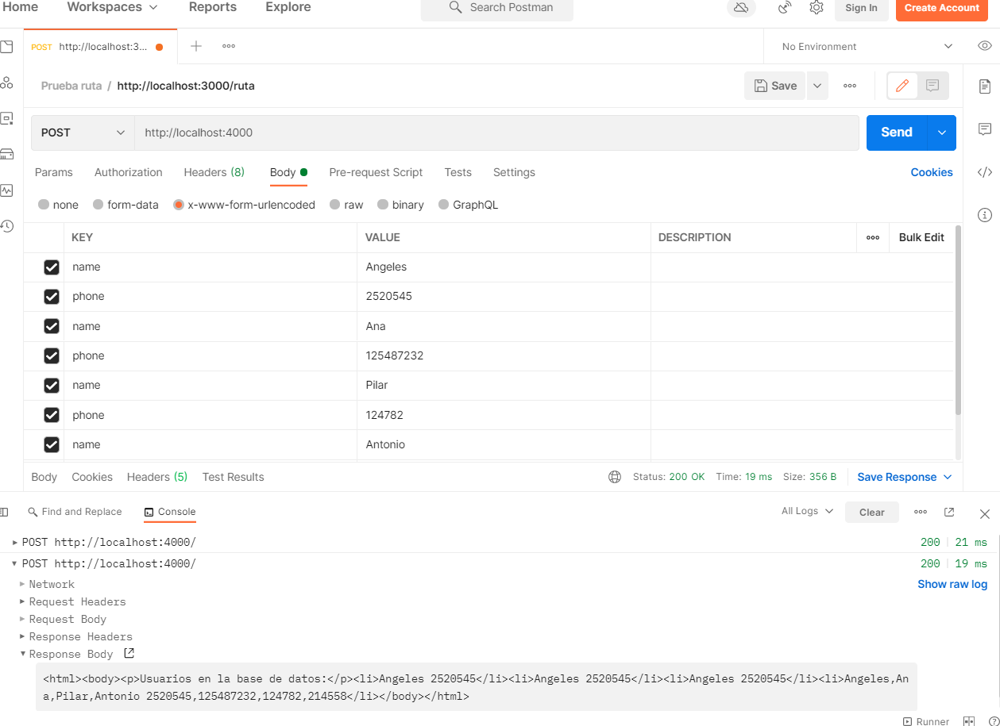 Home Workspaces Reports Explore Search Postman Sign In Create Account
POST http://localhost:3... No Environment
Prueba ruta / http://localhost:3000/ruta Save
POST http://localhost:4000 Send
Params Authorization Headers (8) Body Pre-request Script Tests Settings Cookies
none form-data x-www-form-urlencoded raw binary GraphQL
KEY VALUE DESCRIPTION Bulk Edit
name Angeles
phone 2520545
name Ana
phone 125487232
name Pilar
phone 124782
name Antonio
Body Cookies Headers (5) Test Results Status: 200 OK Time: 19 ms Size: 356 B Save Response
Find and Replace Console All Logs Clear
POST http://localhost:4000/ 200 21 ms
POST http://localhost:4000/ 200 19 ms
Network Show raw log
Request Headers
Request Body
Response Headers
Response Body
<html><body><p>Usuarios en la base de datos:</p><li>Angeles 2520545</li><li>Angeles 2520545</li><li>Angeles 2520545</li><li>Angeles,An
a,Pilar,Antonio 2520545,125487232,124782,214558</li></body></html>
Runner